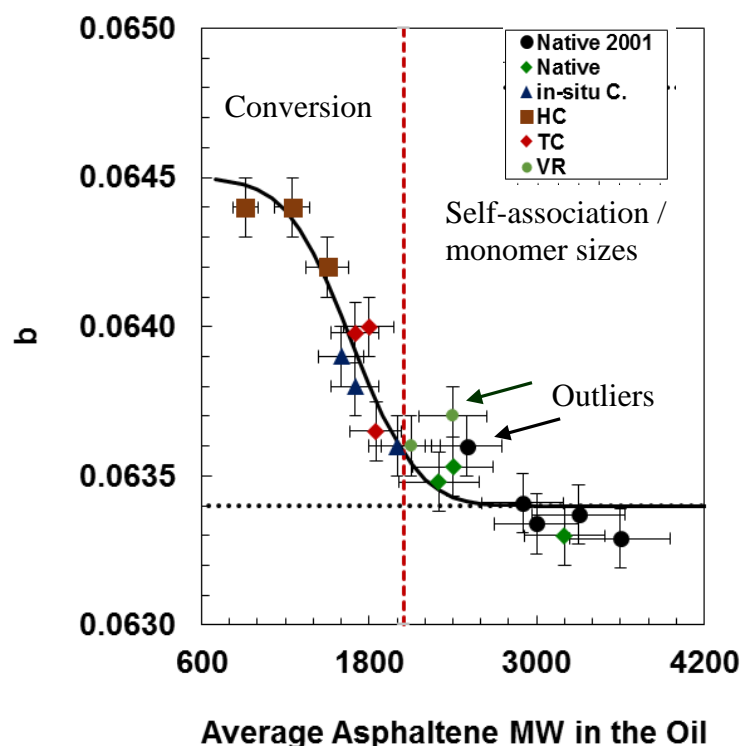 0.0650
Native 2001
Native
in-situ C.
HC
TC
VR
Conversion
0.0645
Self-association /
monomer sizes
0.0640
b
Outliers
0.0635
0.0630
600
1800
3000
4200
Average Asphaltene MW in the Oil